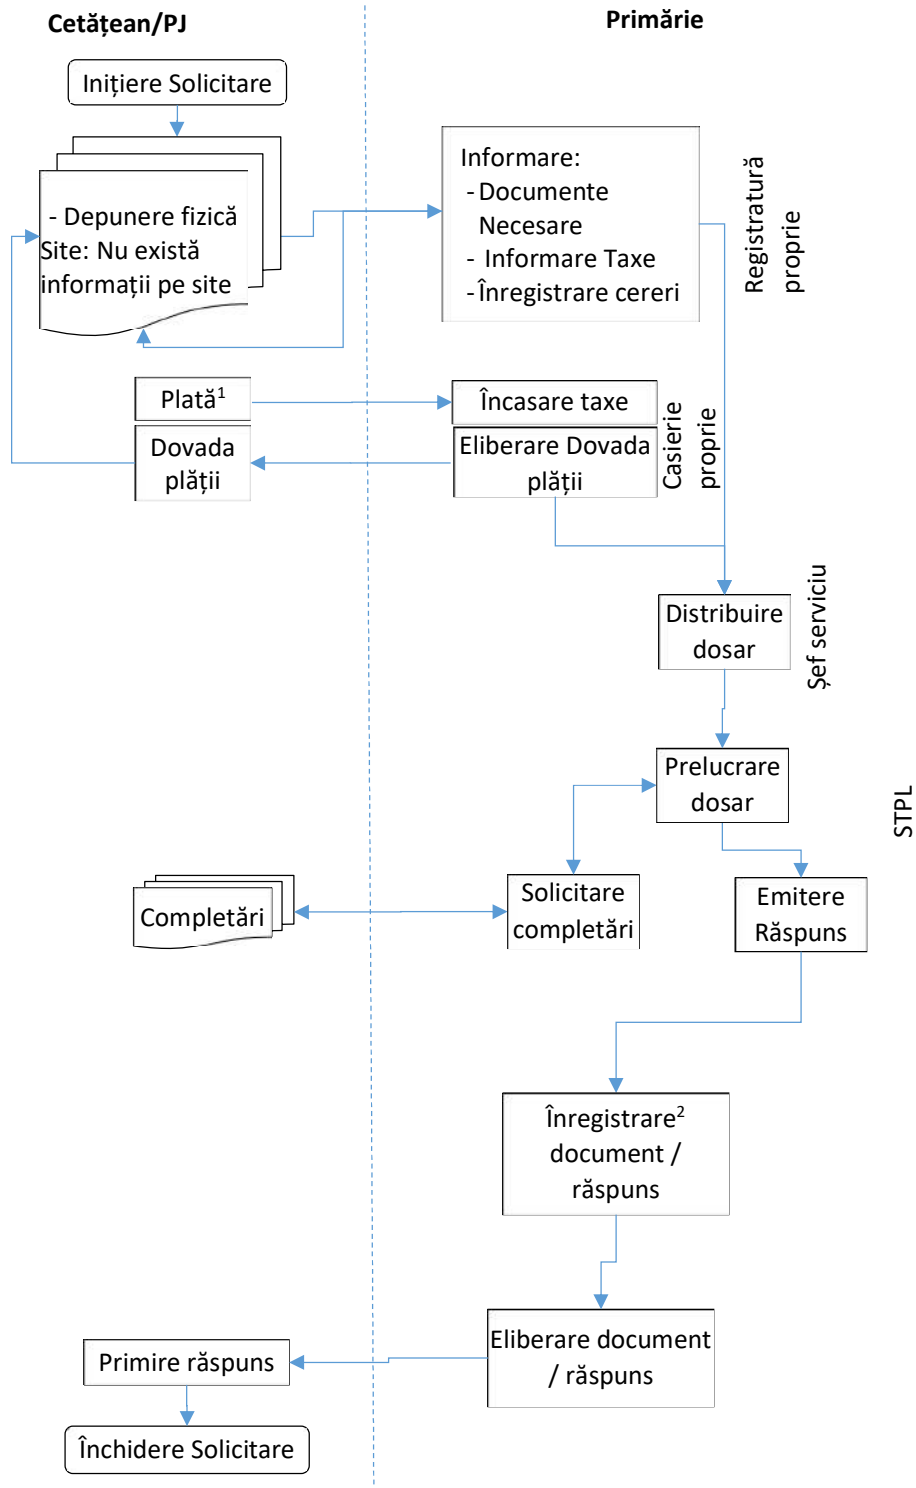 Cetățean/PJ
Primărie
Inițiere Solicitare
- Depunere fizică
Site: Nu există
informații pe site
Informare:
- Documente
Necesare
- Informare Taxe
- Înregistrare cereri
Registratură
proprie
Plată¹
Încasare taxe
Dovada
plății
Eliberare Dovada
plății
Casierie
proprie
Distribuire
dosar
Șef serviciu
Prelucrare
dosar
STPL
Completări
Solicitare
completări
Emitere
Răspuns
Înregistrare²
document /
răspuns
Eliberare document
/ răspuns
Primire răspuns
Închidere Solicitare